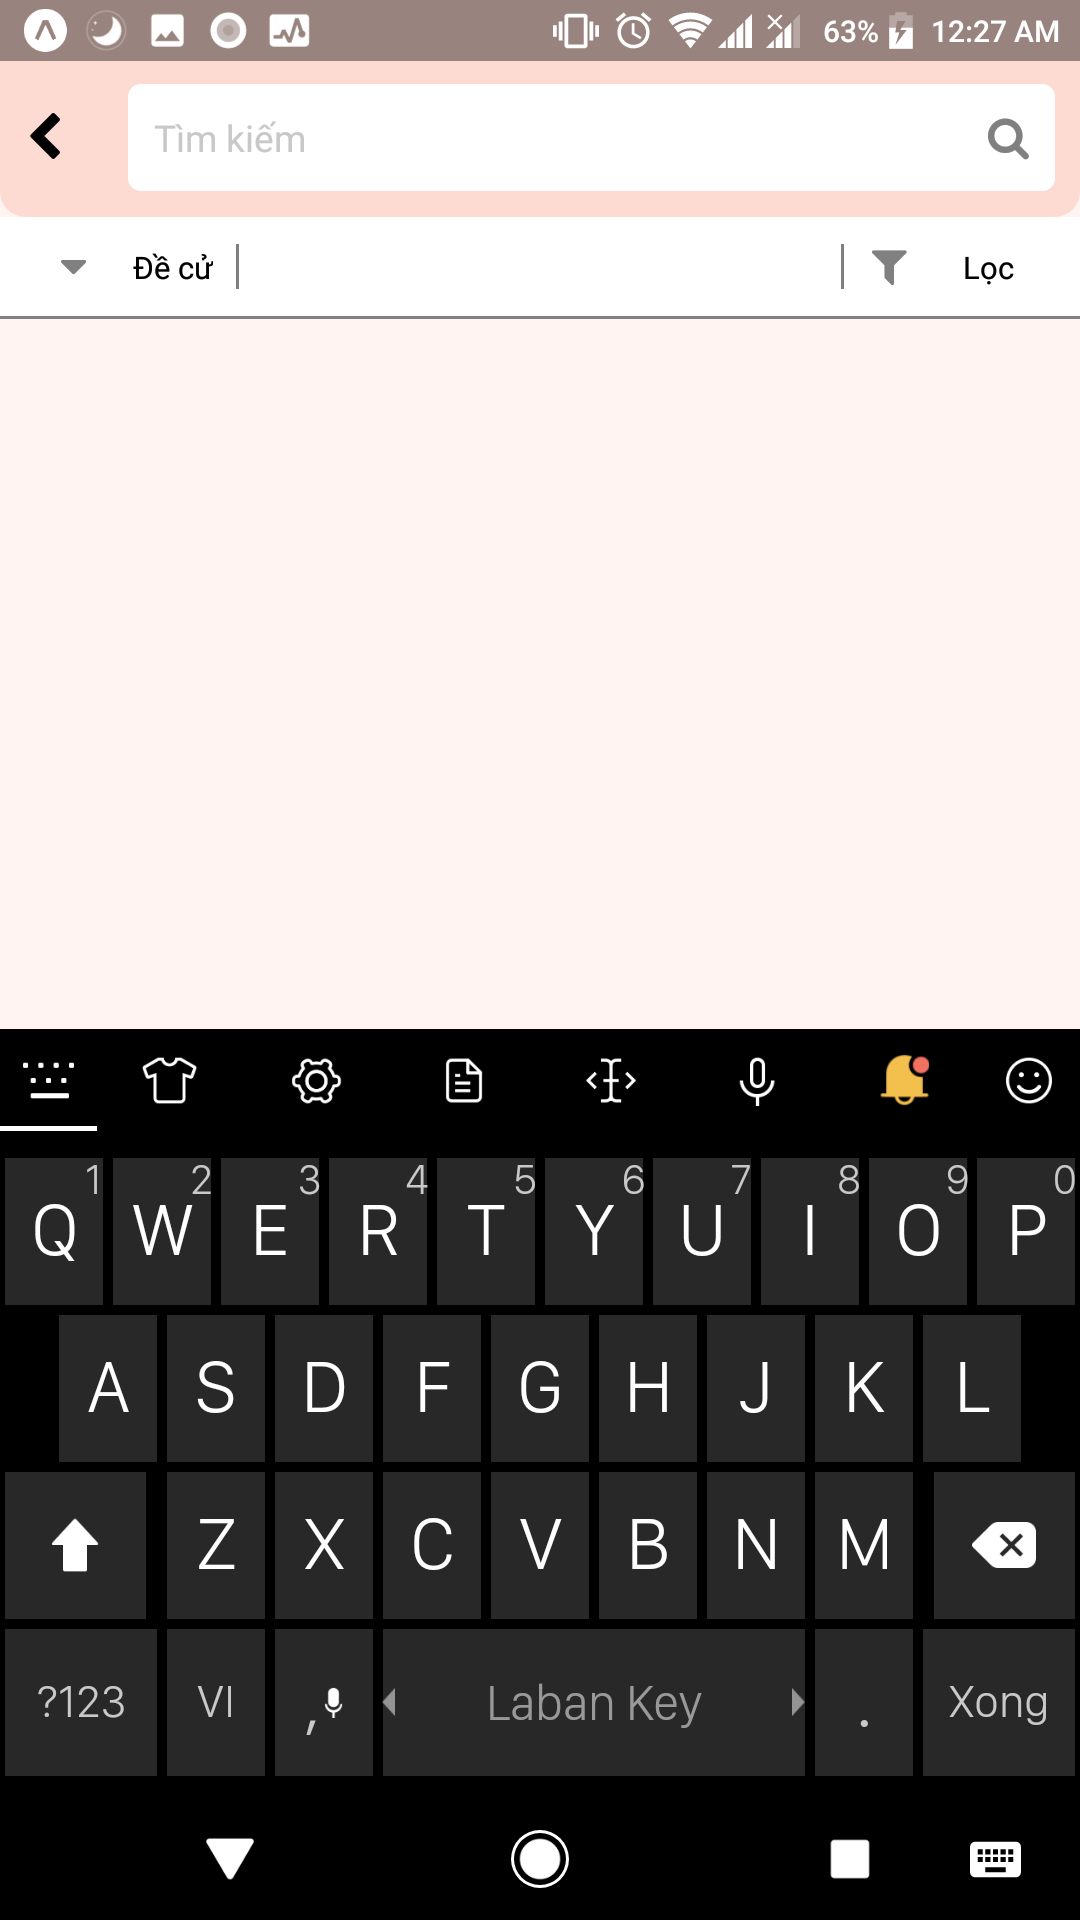 63% 12:27 AM
Tìm kiếm
Đề cử Lọc
1 2 3 4 5 6 7 8 9 0
Q W E R T Y U I O P
A S D F G H J K L
Z X C V B N M
?123 VI , Laban Key . Xong